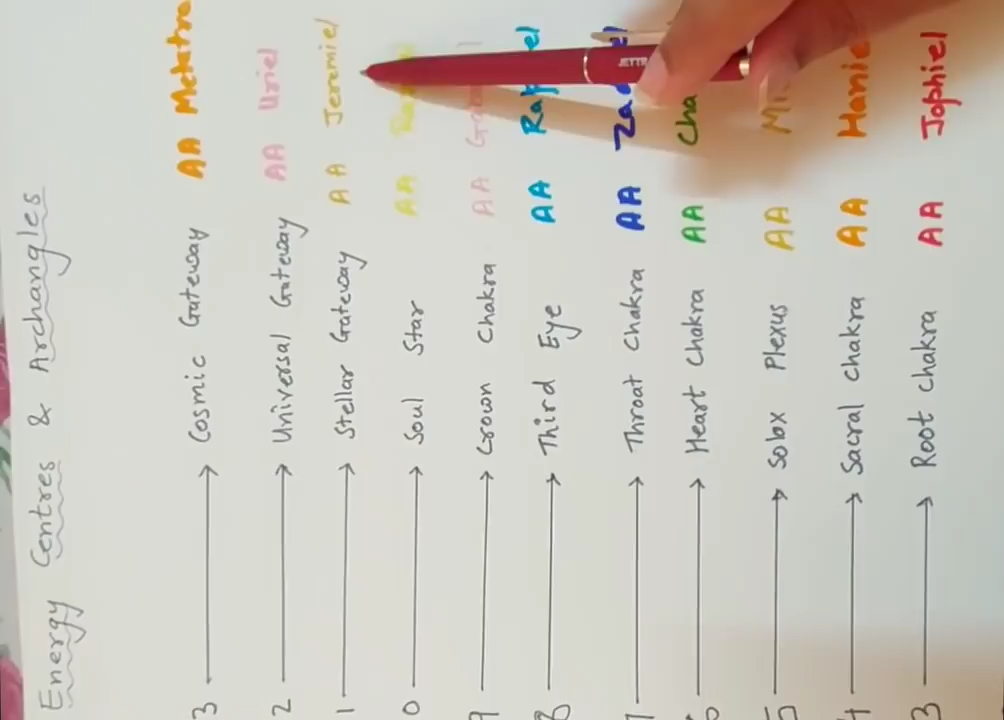 Energy Centres & Archangles
3 → Cosmic Gateway AA
2 → Universal Gateway AA Uriel
1 → Stellar Gateway AA Jeremiel
0 → Soul Star AA
9 → Crown Chakra AA
8 → Third Eye AA
7 → Throat Chakra AA
6 → Heart Chakra AA
5 → Solax Plexus AA
4 → Sacral Chakra AA Haniel
3 → Root Chakra AA Jophiel